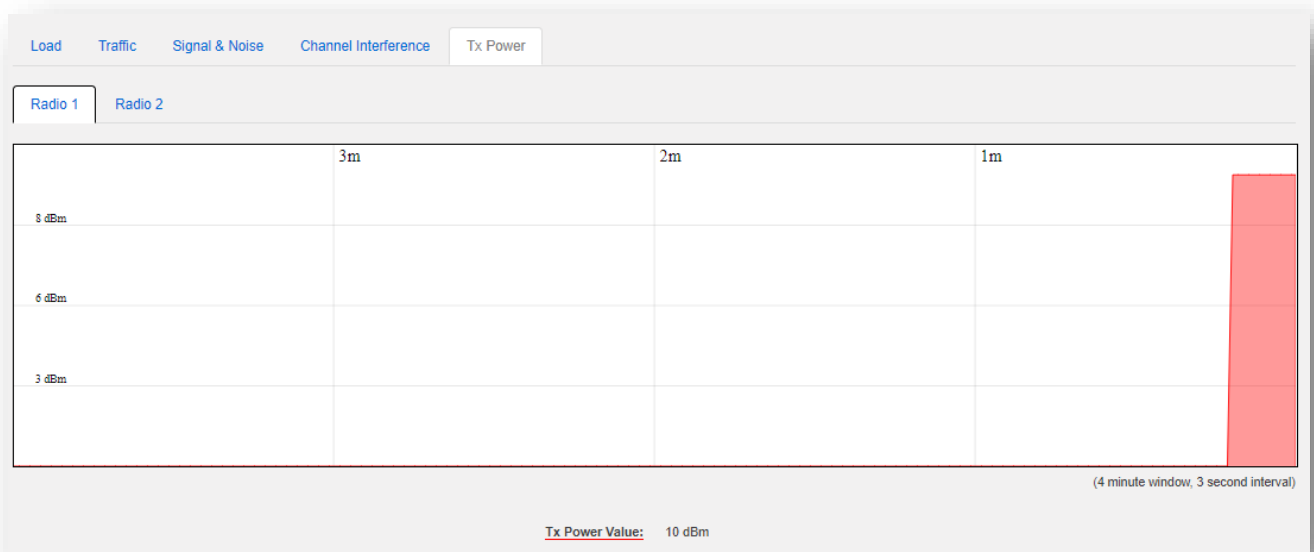 Load Traffic Signal & Noise Channel Interference Tx Power
Radio 1 Radio 2
3m 2m 1m
8 dBm
6 dBm
3 dBm
(4 minute window, 3 second interval)
Tx Power Value: 10 dBm